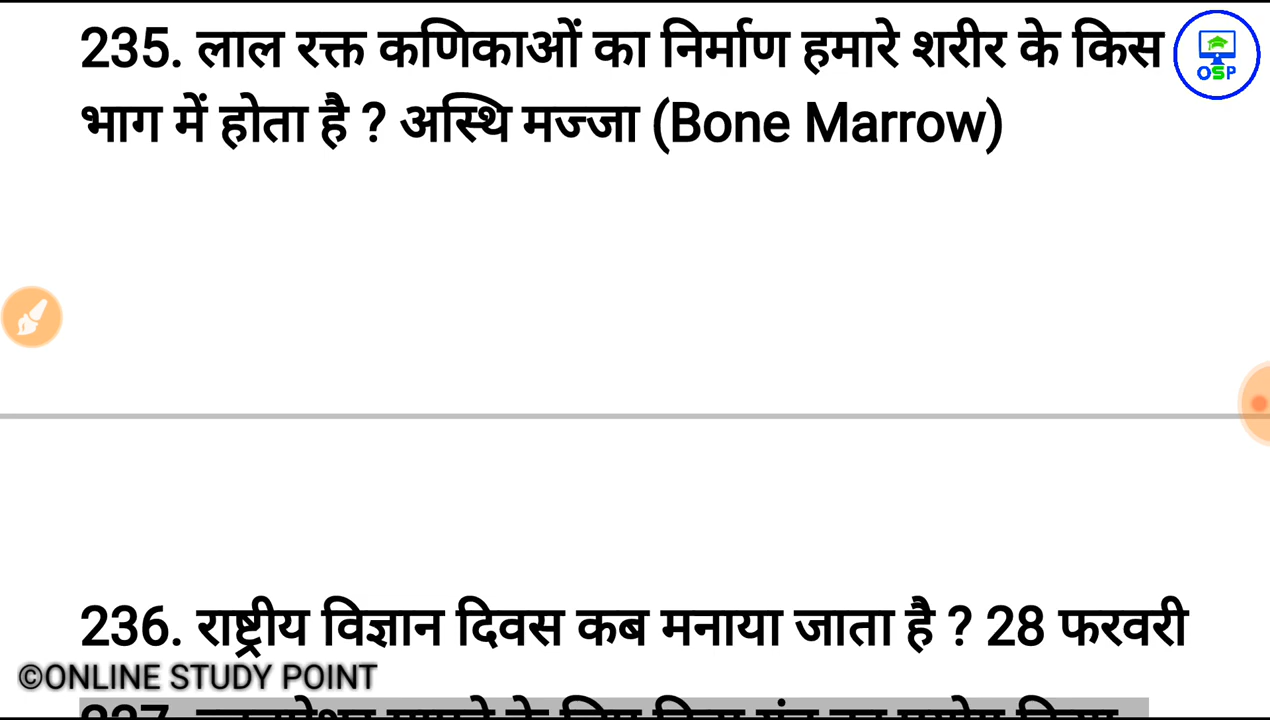 235. लाल रक्त कणिकाओं का निर्माण हमारे शरीर के किस
OSP
भाग में होता है ? अस्थि मज्जा (Bone Marrow)
236. राष्ट्रीय विज्ञान दिवस कब मनाया जाता है ? 28 फरवरी
©ONLINE STUDY POINT